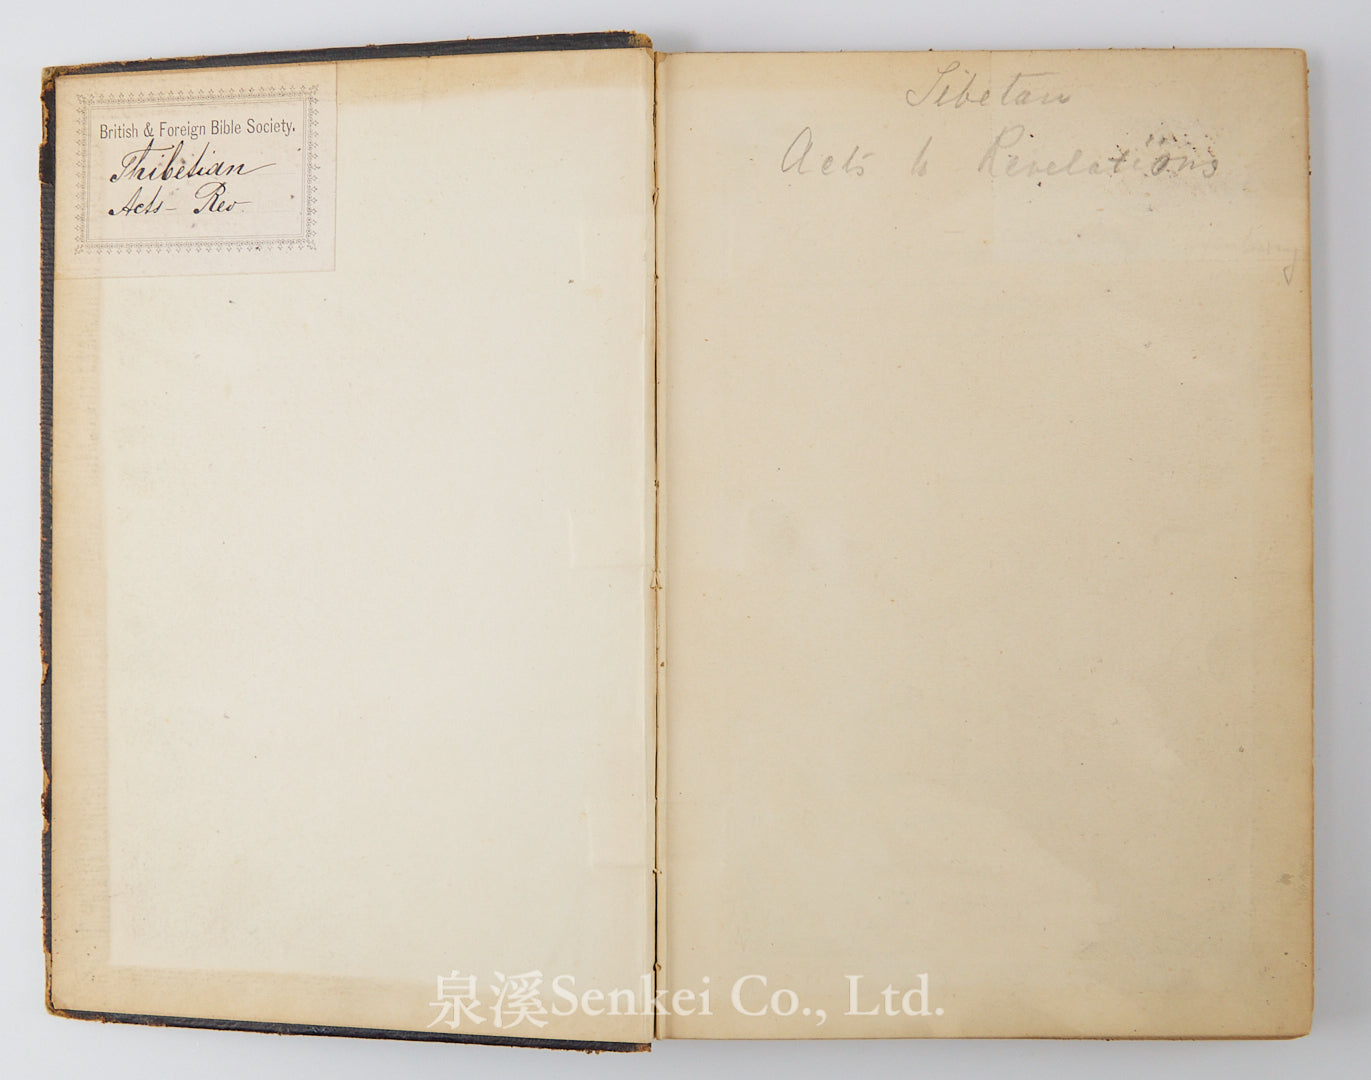 British & Foreign Bible Society.
Thibetian
Acts - Rev.
Tibetan
Acts to Revelations
泉溪Senkei Co., Ltd.